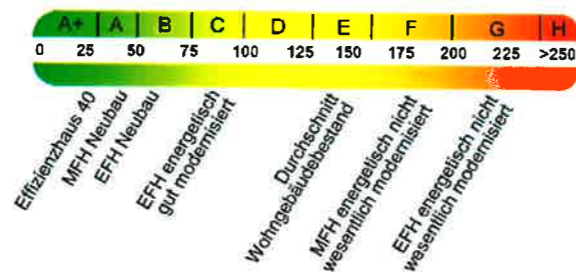 A+ A B C D E F G H
0 25 50 75 100 125 150 175 200 225 >250
Effizienzhaus 40
MFH Neubau
EFH Neubau
EFH energetisch
gut modernisiert
Durchschnitt
Wohngebäudebestand
MFH energetisch nicht
wesentlich modernisiert
EFH energetisch nicht
wesentlich modernisiert